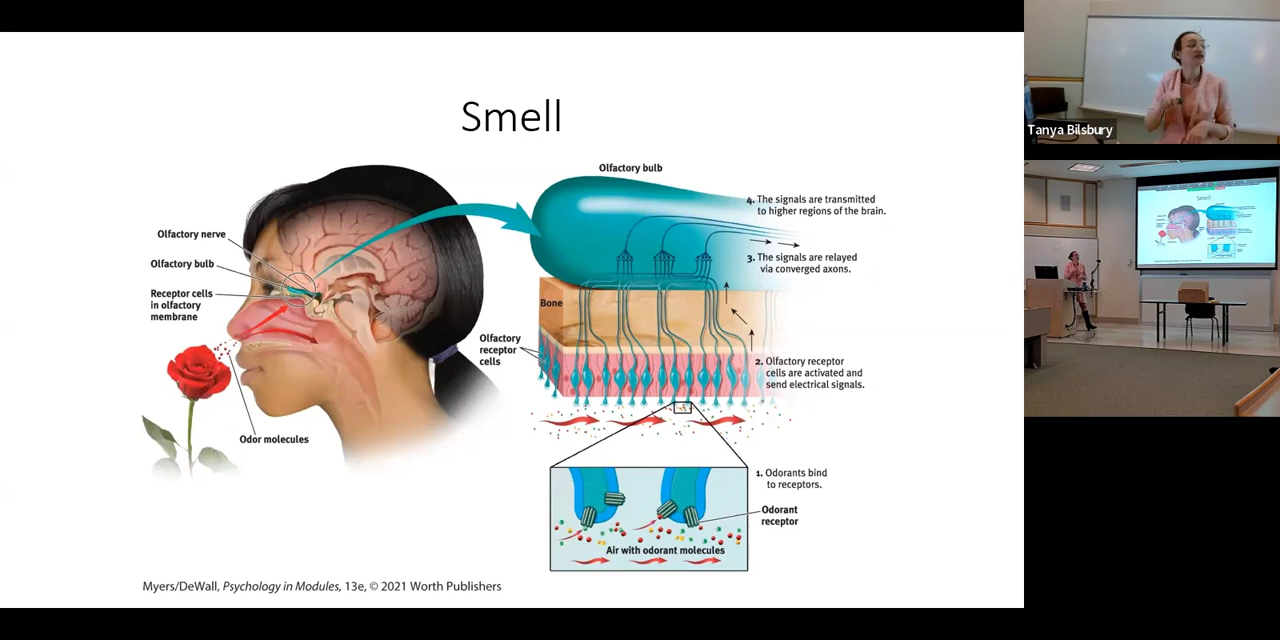 Smell
Olfactory bulb
4. The signals are transmitted
to higher regions of the brain.
Olfactory nerve
Olfactory bulb
3. The signals are relayed
via converged axons.
Receptor cells
in olfactory
membrane
Bone
Olfactory
receptor
cells
2. Olfactory receptor
cells are activated and
send electrical signals.
Odor molecules
1. Odorants bind
to receptors.
Odorant
receptor
Air with odorant molecules
Myers/DeWall, Psychology in Modules, 13e, © 2021 Worth Publishers
Tanya Bilsbury
Smell